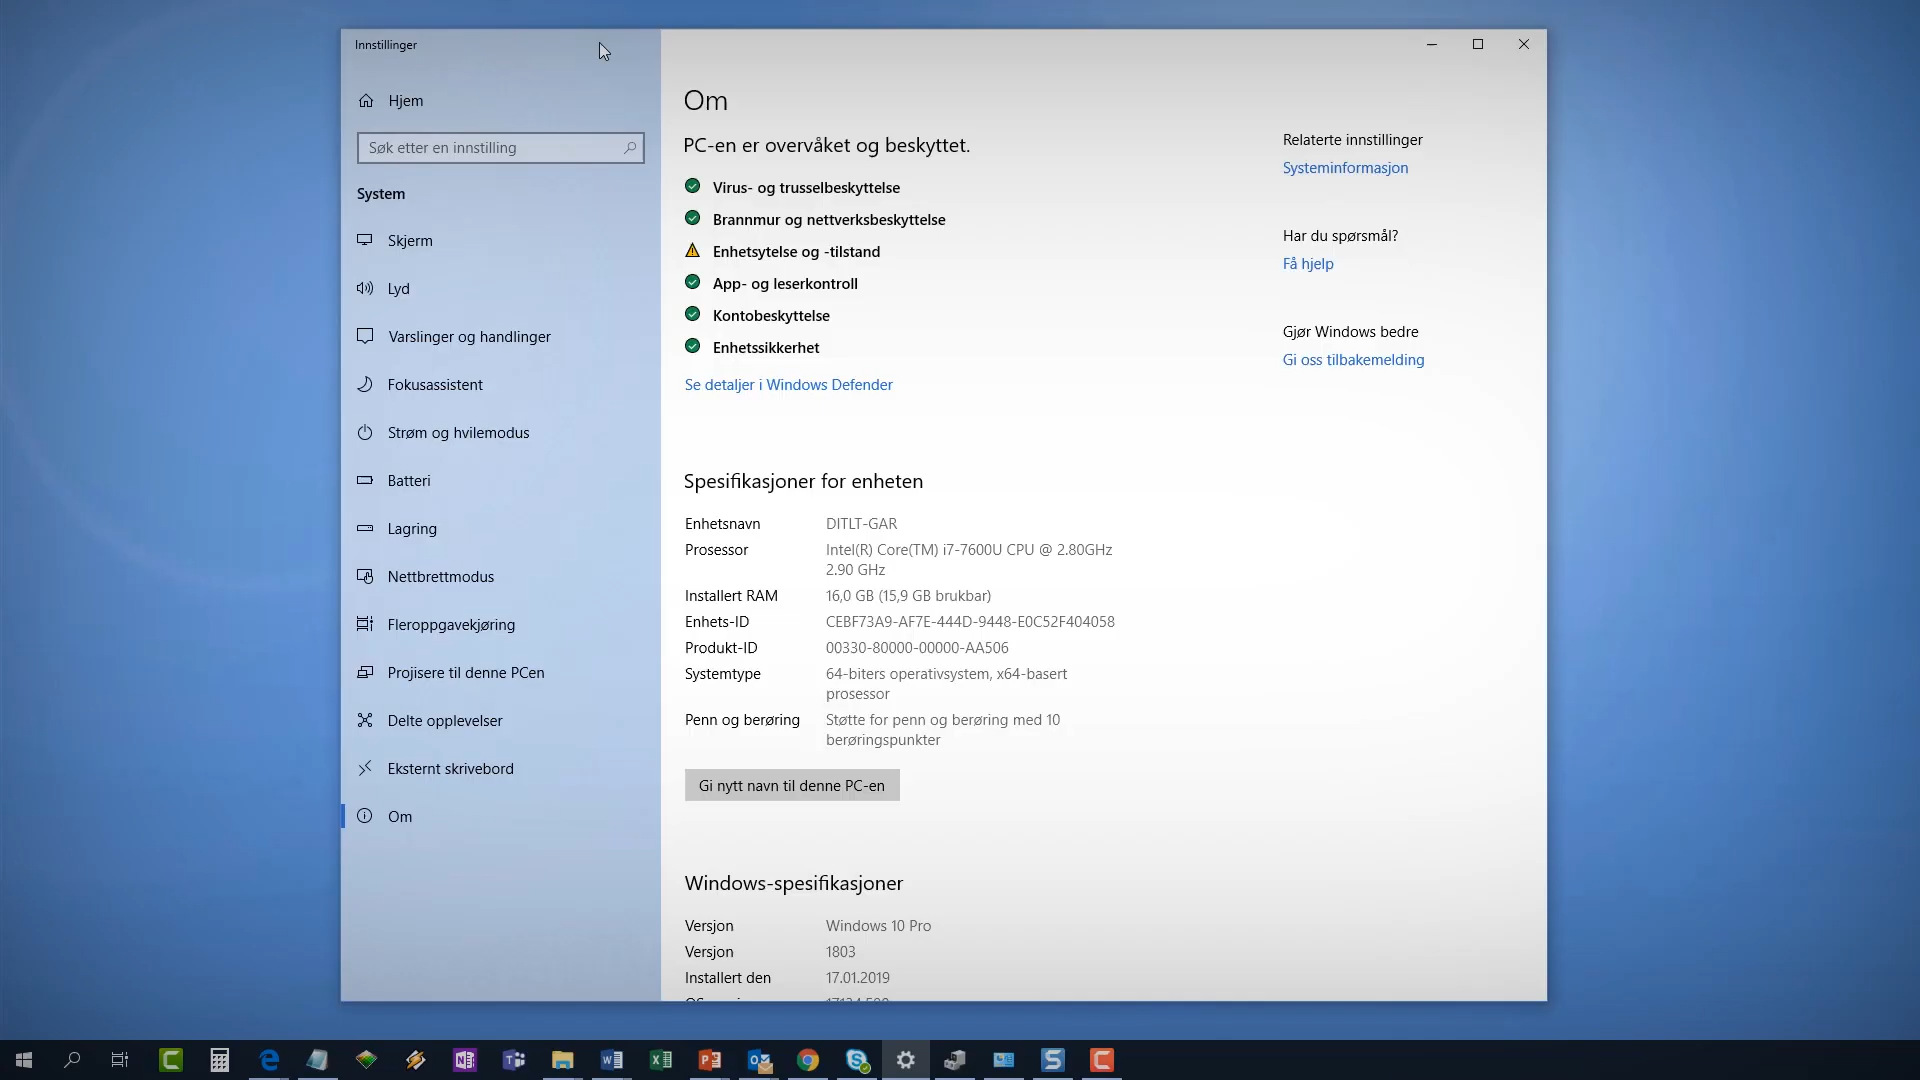 Innstillinger
Hjem
Søk etter en innstilling
System
Skjerm
Lyd
Varslinger og handlinger
Fokusassistent
Strøm og hvilemodus
Batteri
Lagring
Nettbrettmodus
Fleroppgavekjøring
Projisere til denne PCen
Delte opplevelser
Eksternt skrivebord
Om
Om
PC-en er overvåket og beskyttet.
Virus- og trusselbeskyttelse
Brannmur og nettverksbeskyttelse
Enhetsytelse og -tilstand
App- og leserkontroll
Kontobeskyttelse
Enhetssikkerhet
Se detaljer i Windows Defender
Spesifikasjoner for enheten
Enhetsnavn DITLT-GAR
Prosessor Intel(R) Core(TM) i7-7600U CPU @ 2.80GHz
2.90 GHz
Installert RAM 16,0 GB (15,9 GB brukbar)
Enhets-ID CEBF73A9-AF7E-444D-9448-E0C52F404058
Produkt-ID 00330-80000-00000-AA506
Systemtype 64-biters operativsystem, x64-basert
prosessor
Penn og berøring Støtte for penn og berøring med 10
berøringspunkter
Gi nytt navn til denne PC-en
Windows-spesifikasjoner
Versjon Windows 10 Pro
Versjon 1803
Installert den 17.01.2019
Relaterte innstillinger
Systeminformasjon
Har du spørsmål?
Få hjelp
Gjør Windows bedre
Gi oss tilbakemelding